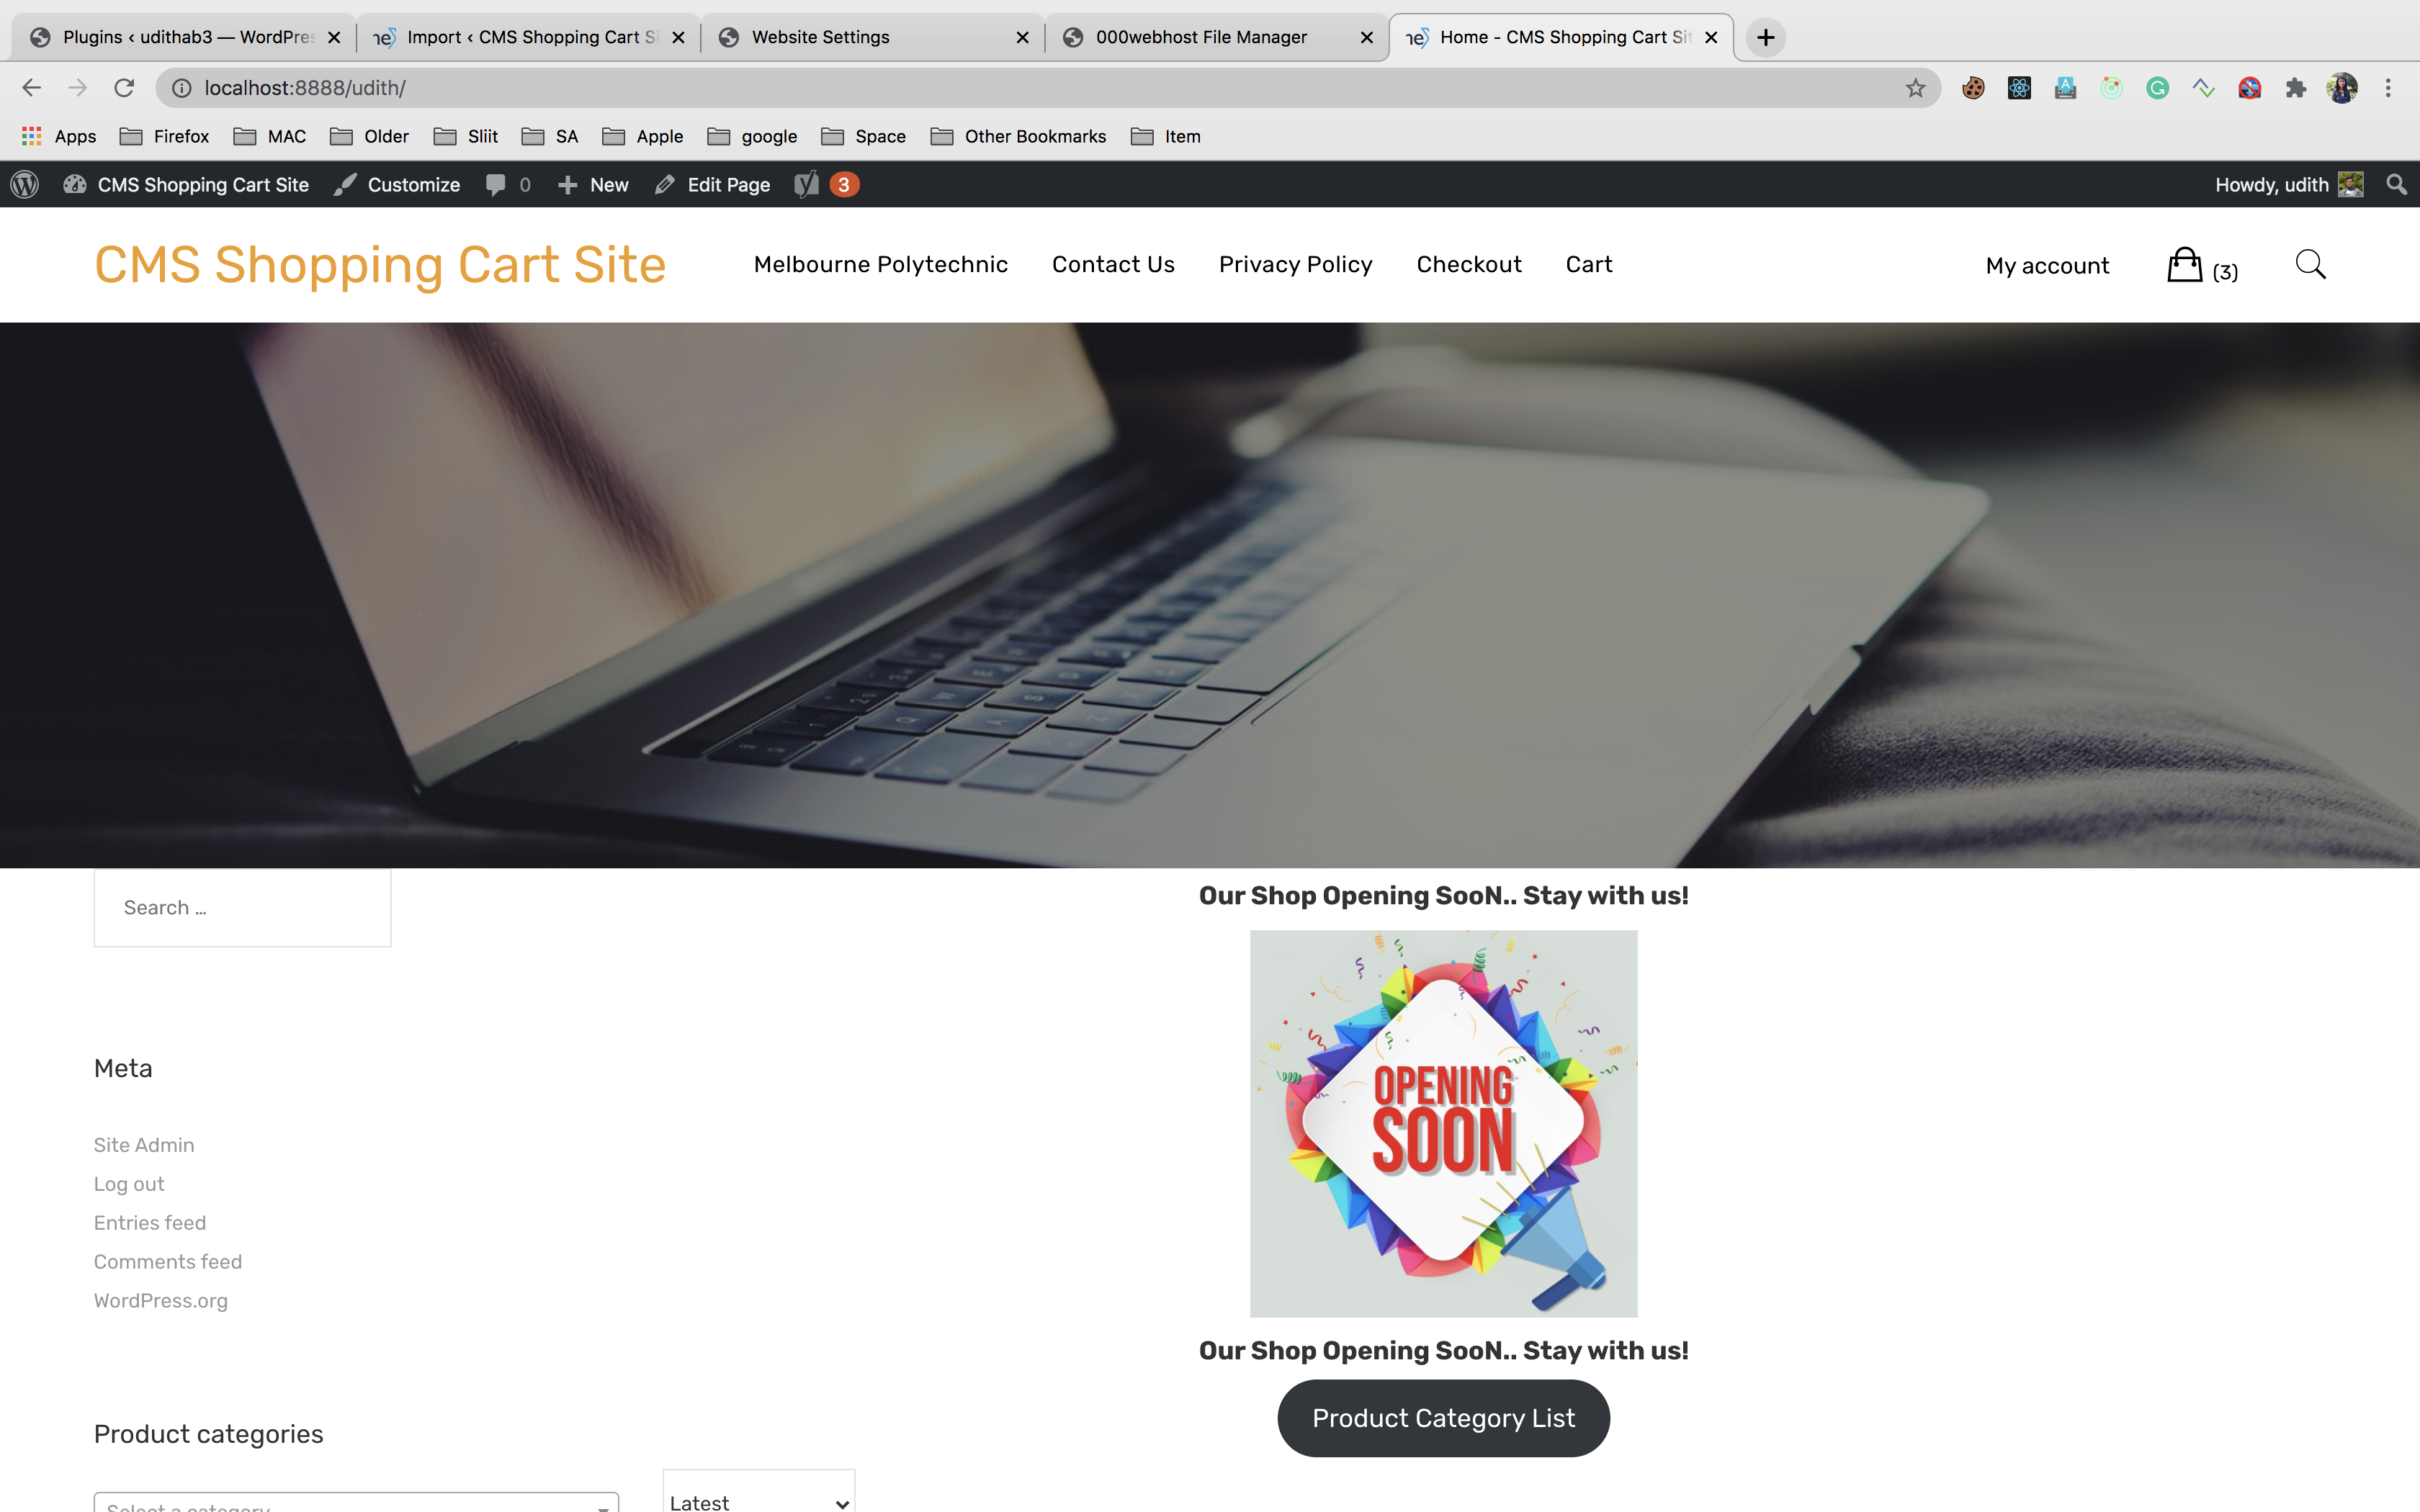 Plugins ‹ udithab3 — WordPres
Import ‹ CMS Shopping Cart Si
Website Settings
000webhost File Manager
Home - CMS Shopping Cart Sit
localhost:8888/udith/
Apps
Firefox
MAC
Older
Sliit
SA
Apple
google
Space
Other Bookmarks
Item
CMS Shopping Cart Site
Customize
0
New
Edit Page
3
Howdy, udith
CMS Shopping Cart Site
Melbourne Polytechnic
Contact Us
Privacy Policy
Checkout
Cart
My account
(3)
Search ...
Our Shop Opening SooN.. Stay with us!
OPENING
SOON
Meta
Site Admin
Log out
Entries feed
Comments feed
WordPress.org
Our Shop Opening SooN.. Stay with us!
Product Category List
Product categories
Select a category
Latest